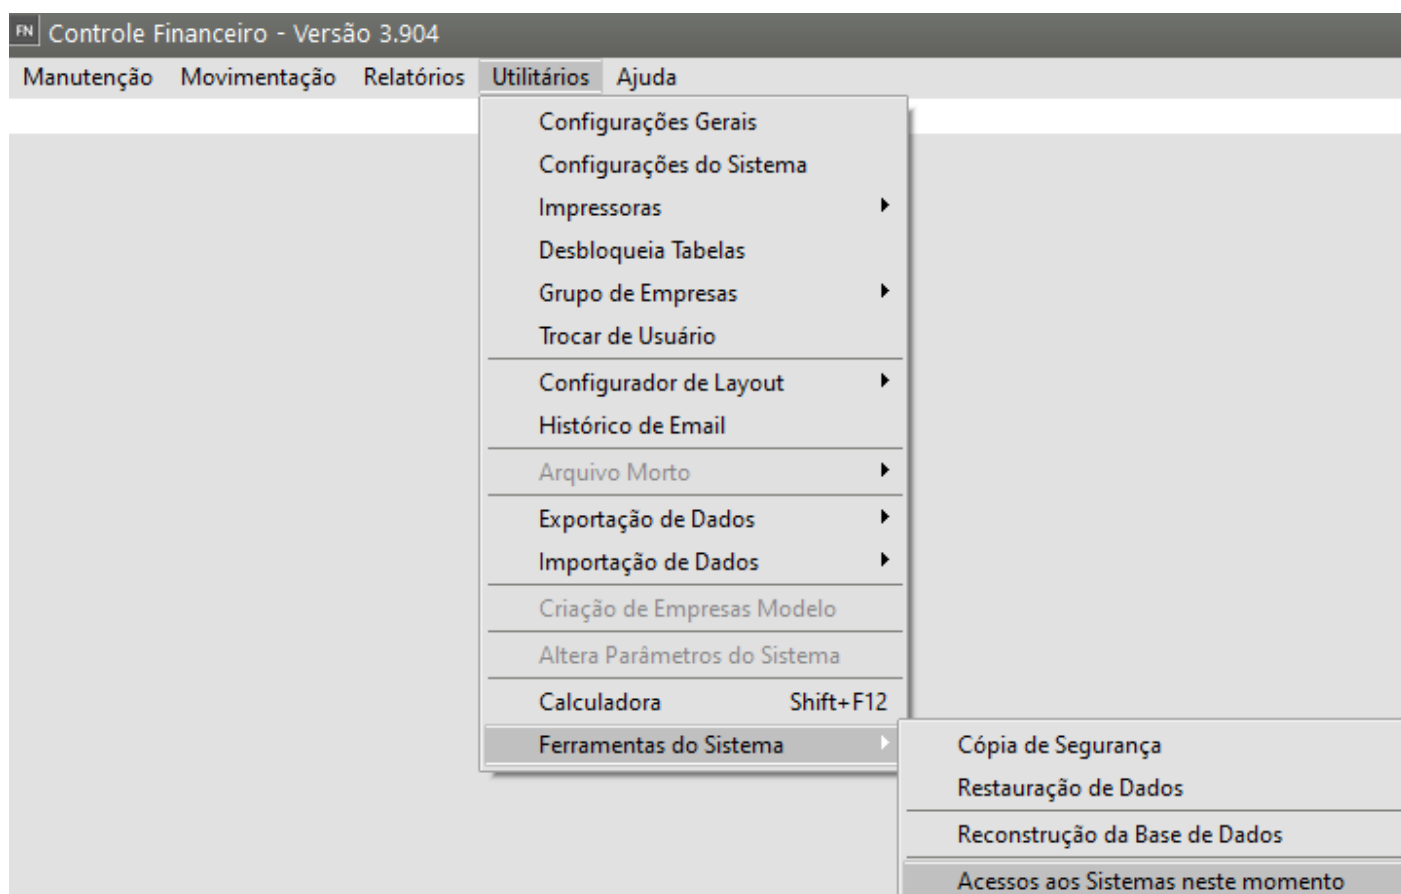 FN Controle Financeiro - Versão 3.904
Manutenção Movimentação Relatórios Utilitários Ajuda
Configurações Gerais
Configurações do Sistema
Impressoras
Desbloqueia Tabelas
Grupo de Empresas
Trocar de Usuário
Configurador de Layout
Histórico de Email
Arquivo Morto
Exportação de Dados
Importação de Dados
Criação de Empresas Modelo
Altera Parâmetros do Sistema
Calculadora Shift+F12
Ferramentas do Sistema
Cópia de Segurança
Restauração de Dados
Reconstrução da Base de Dados
Acessos aos Sistemas neste momento